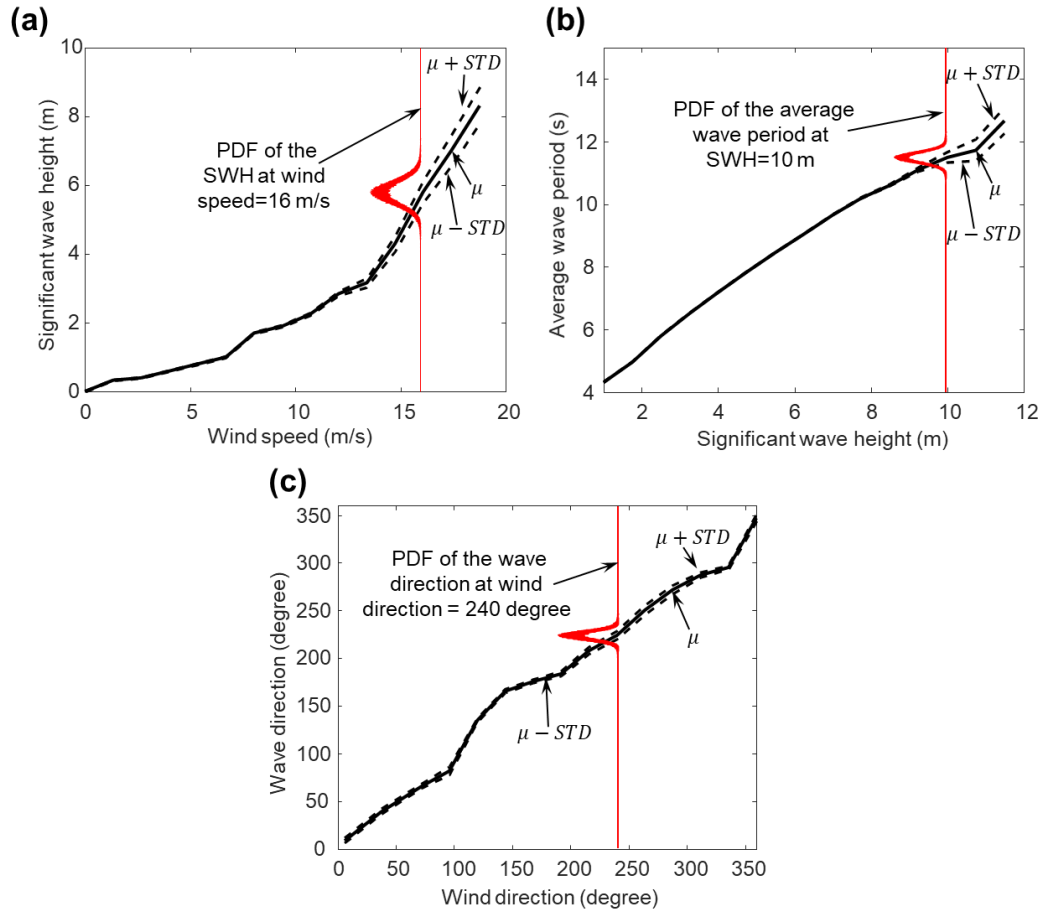 (a)
10
8
6
4
2
0
0
5
10
15
20
Significant wave height (m)
Wind speed (m/s)
PDF of the
SWH at wind
speed=16 m/s
μ + STD
μ
μ − STD
(b)
14
12
10
8
6
4
2
4
6
8
10
12
Average wave period (s)
Significant wave height (m)
PDF of the average
wave period at
SWH=10 m
μ + STD
μ
μ − STD
(c)
350
300
250
200
150
100
50
0
0
50
100
150
200
250
300
350
Wave direction (degree)
Wind direction (degree)
PDF of the wave
direction at wind
direction = 240 degree
μ + STD
μ
μ − STD